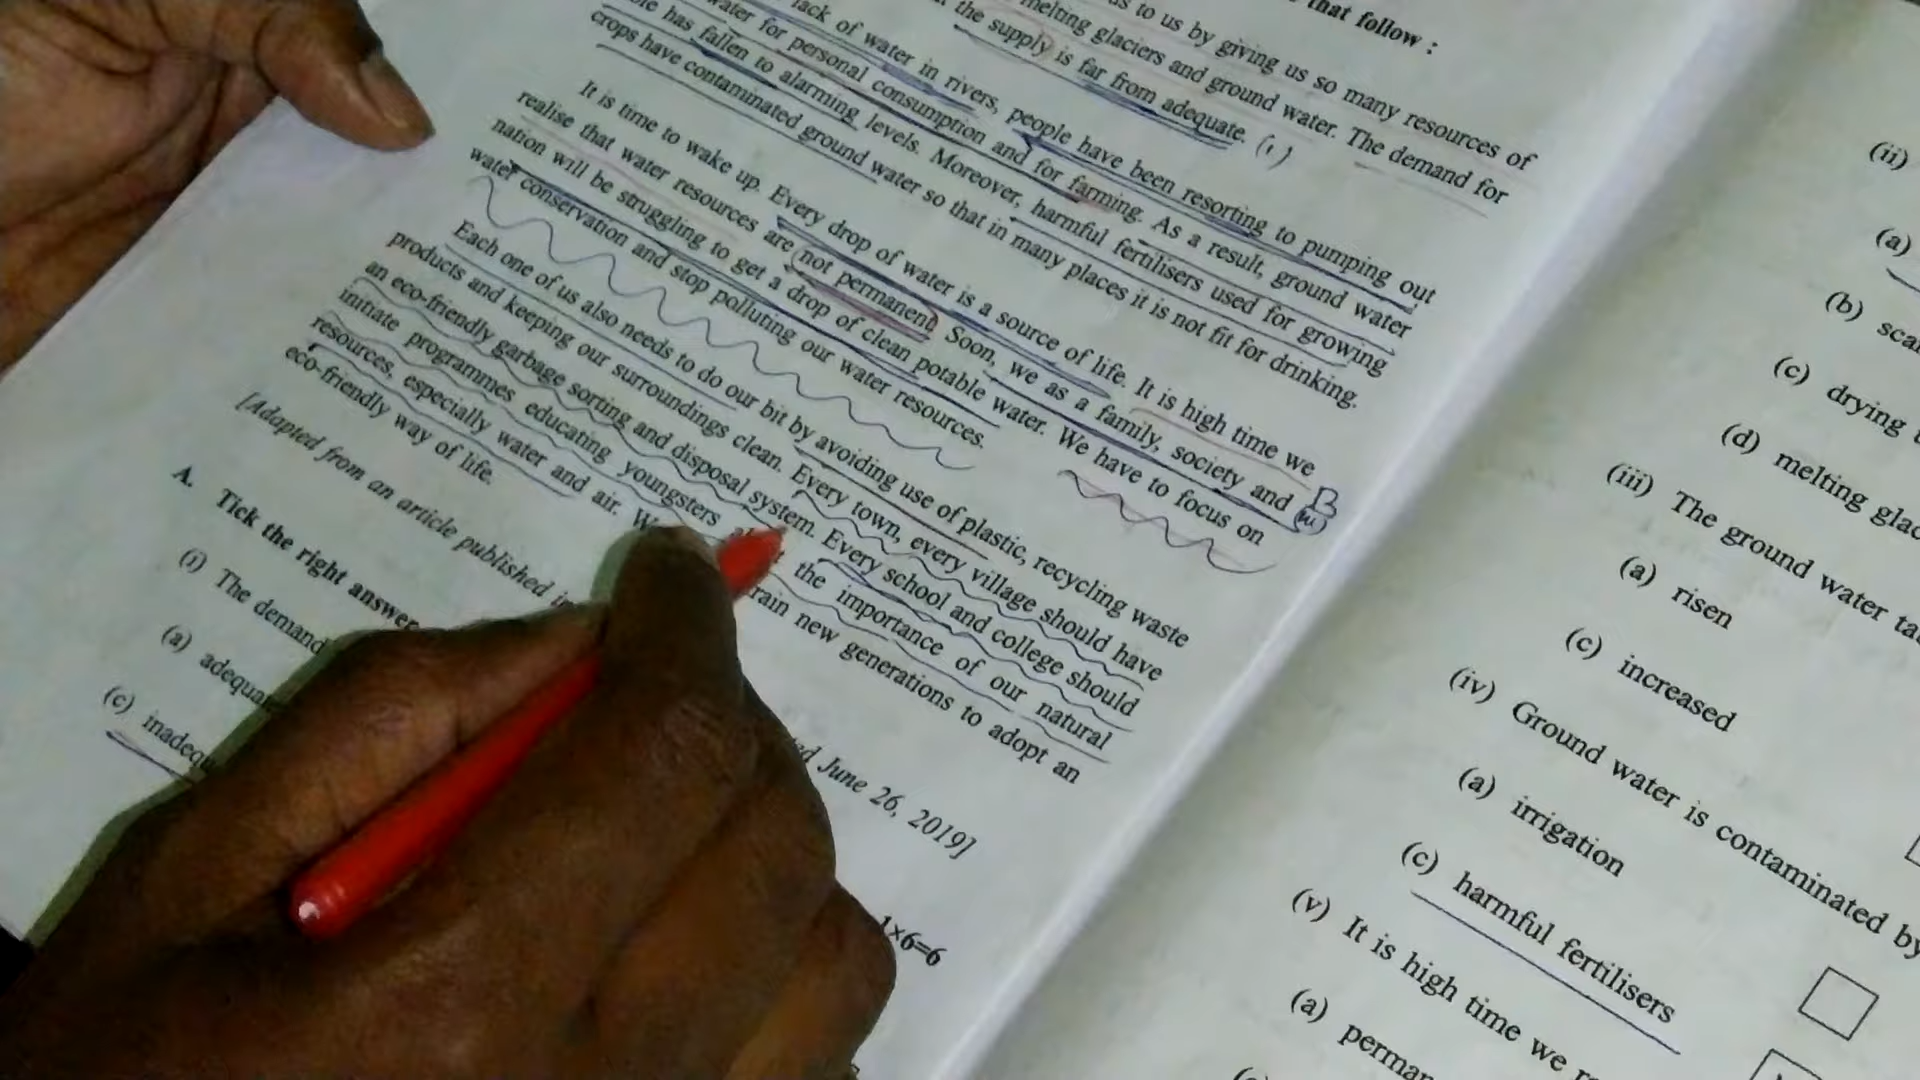 that follow :
us to us by giving us so many resources of
melting glaciers and ground water. The demand for
the supply is far from adequate. (i)
lack of water in rivers, people have been resorting to pumping out
water for personal consumption and for farming. As a result, ground water
has fallen to alarming levels. Moreover, harmful fertilisers used for growing
crops have contaminated ground water so that in many places it is not fit for drinking.
It is time to wake up. Every drop of water is a source of life. It is high time we
realise that water resources are not permanent. Soon, we as a family, society and
nation will be struggling to get a drop of clean potable water. We have to focus on
water conservation and stop polluting our water resources.
B
(iii)
Each one of us also needs to do our bit by avoiding use of plastic, recycling waste
products and keeping our surroundings clean. Every town, every village should have
an eco-friendly garbage sorting and disposal system. Every school and college should
initiate programmes educating youngsters the importance of our natural
resources, especially water and air. new generations to adopt an
eco-friendly way of life.
[Adapted from an article published June 26, 2019]
A. Tick the right answer 1×6=6
(i) The demand
(a)
(c)
(ii)
(a)
(b)
(c) drying
(d) melting
(iii) The ground water
(a) risen
(c) increased
(iv) Ground water is contaminated by
(a) irrigation
(c) harmful fertilisers
(v) It is high time we
(a)